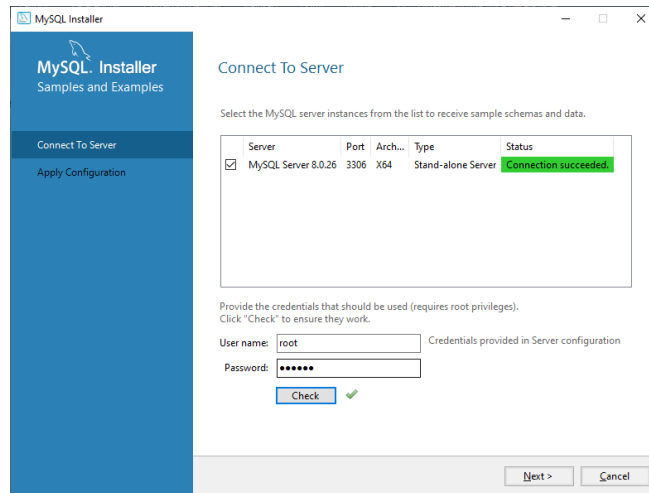 MySQL Installer
MySQL. Installer
Samples and Examples
Connect To Server
Apply Configuration
Connect To Server
Select the MySQL server instances from the list to receive sample schemas and data.
Server Port Arch... Type Status
MySQL Server 8.0.26 3306 X64 Stand-alone Server Connection succeeded.
Provide the credentials that should be used (requires root privileges).
Click "Check" to ensure they work.
User name: root Credentials provided in Server configuration
Password: ●●●●●●
Check
Next > Cancel